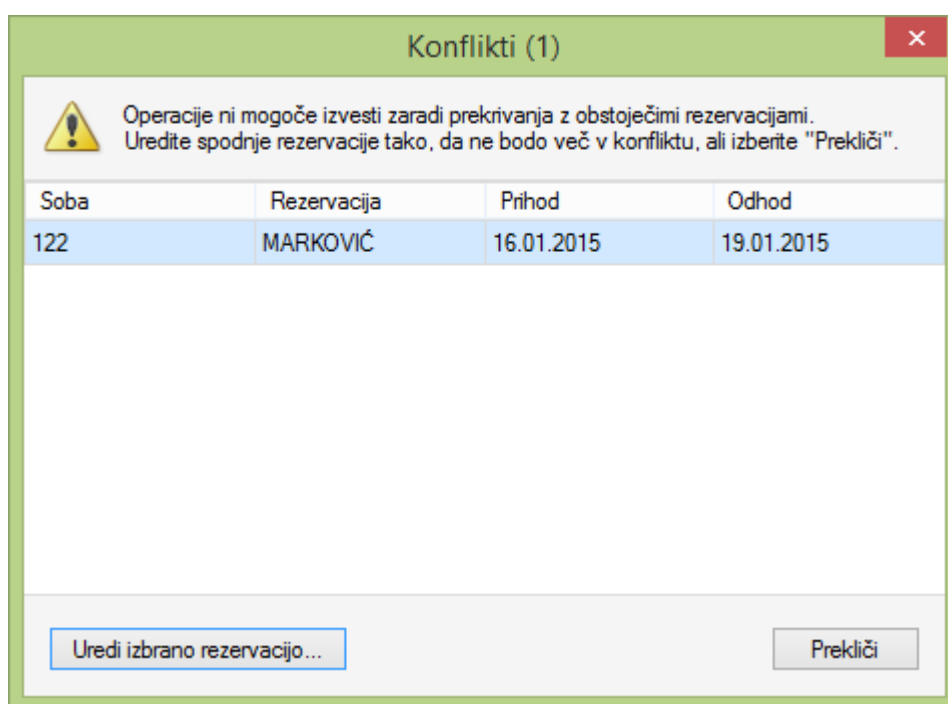 Konflikti (1)
Operacije ni mogoče izvesti zaradi prekrivanja z obstoječimi rezervacijami.
Uredite spodnje rezervacije tako, da ne bodo več v konfliktu, ali izberite "Prekliči".
Soba Rezervacija Prihod Odhod
122 MARKOVIĆ 16.01.2015 19.01.2015
Uredi izbrano rezervacijo... Prekliči